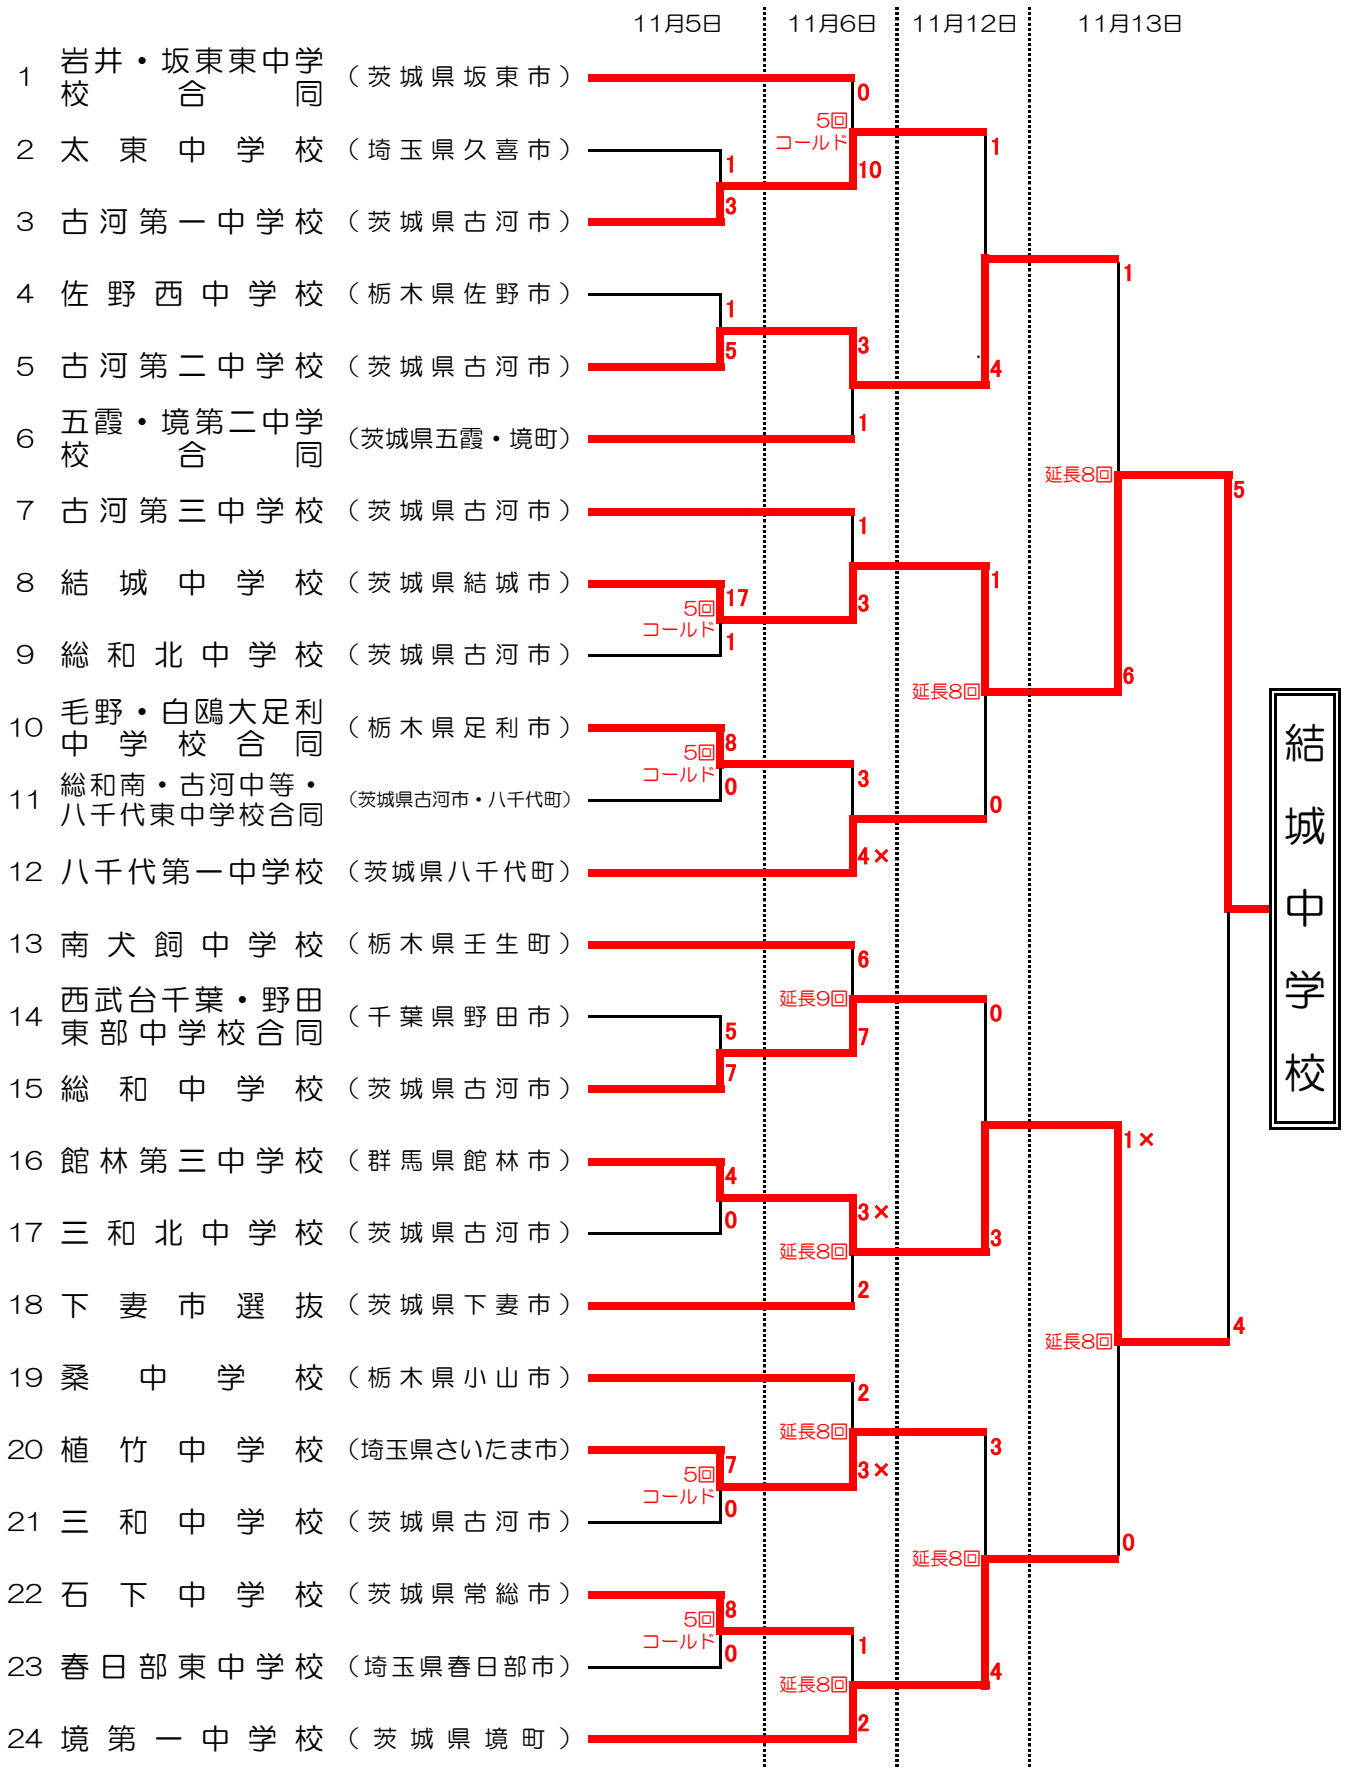 11月5日 11月6日 11月12日 11月13日
1 岩井・坂東東中学校合同 （茨城県坂東市）
0
5回
コールド
1
2 太東中学校 （埼玉県久喜市）
1
10
3
3 古河第一中学校 （茨城県古河市）
1
4 佐野西中学校 （栃木県佐野市）
1
3
5
4
5 古河第二中学校 （茨城県古河市）
6 五霞・境第二中学校合同 （茨城県五霞・境町）
1
延長8回
5
7 古河第三中学校 （茨城県古河市）
1
8 結城中学校 （茨城県結城市）
1
17
3
5回
コールド
1
9 総和北中学校 （茨城県古河市）
6
延長8回
10 毛野・白鴎大足利中学校合同 （栃木県足利市）
8
5回
コールド
3
0
11 総和南・古河中等・八千代東中学校合同 （茨城県古河市・八千代町）
0
4×
12 八千代第一中学校 （茨城県八千代町）
結城中学校
13 南犬飼中学校 （栃木県壬生町）
6
延長9回
0
14 西武台千葉・野田東部中学校合同 （千葉県野田市）
5
7
7
15 総和中学校 （茨城県古河市）
1×
16 館林第三中学校 （群馬県館林市）
4
3×
0
17 三和北中学校 （茨城県古河市）
3
延長8回
2
18 下妻市選抜 （茨城県下妻市）
4
延長8回
19 桑中学校 （栃木県小山市）
2
延長8回
3
20 植竹中学校 （埼玉県さいたま市）
7
3×
5回
コールド
0
21 三和中学校 （茨城県古河市）
0
延長8回
22 石下中学校 （茨城県常総市）
8
5回
コールド
1
0
23 春日部東中学校 （埼玉県春日部市）
4
延長8回
2
24 境第一中学校 （茨城県境町）